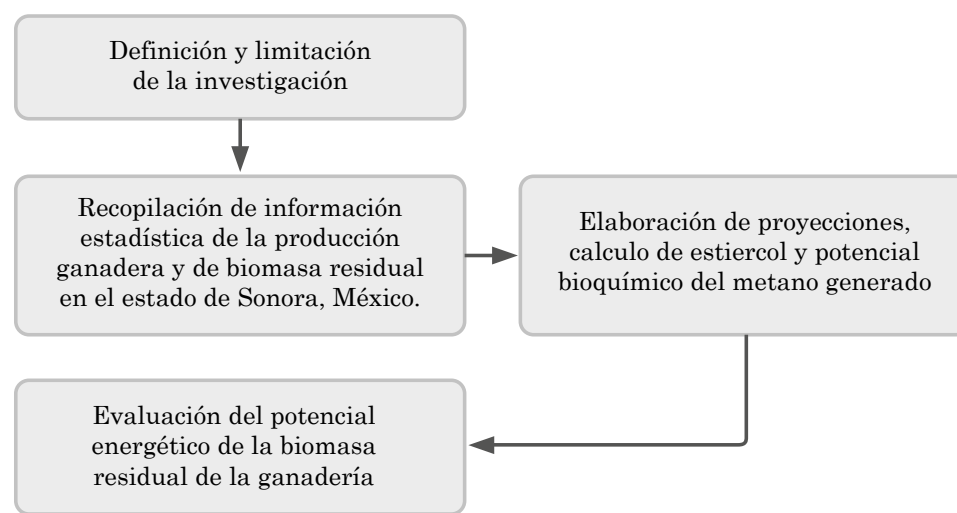 Definición y limitación
de la investigación
Recopilación de información
estadística de la producción
ganadera y de biomasa residual
en el estado de Sonora, México.
Elaboración de proyecciones,
calculo de estiercol y potencial
bioquímico del metano generado
Evaluación del potencial
energético de la biomasa
residual de la ganadería